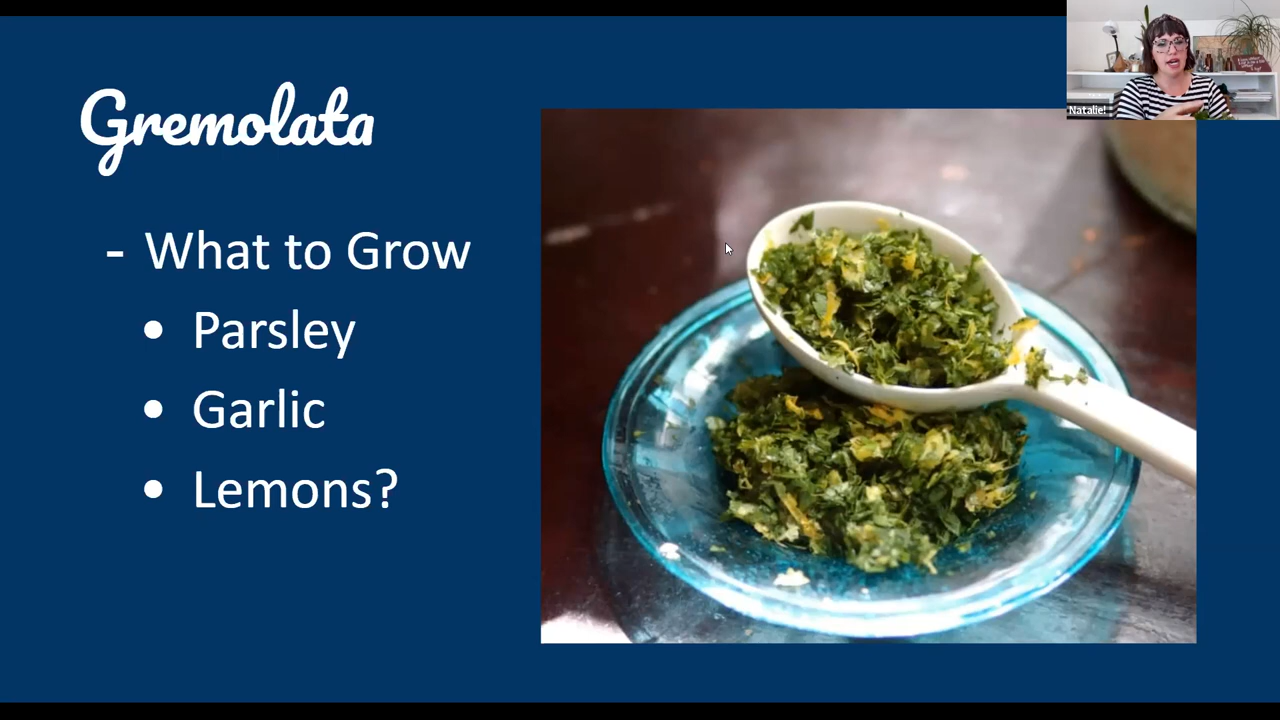 Gremolata
- What to Grow
• Parsley
• Garlic
• Lemons?
Natalie!